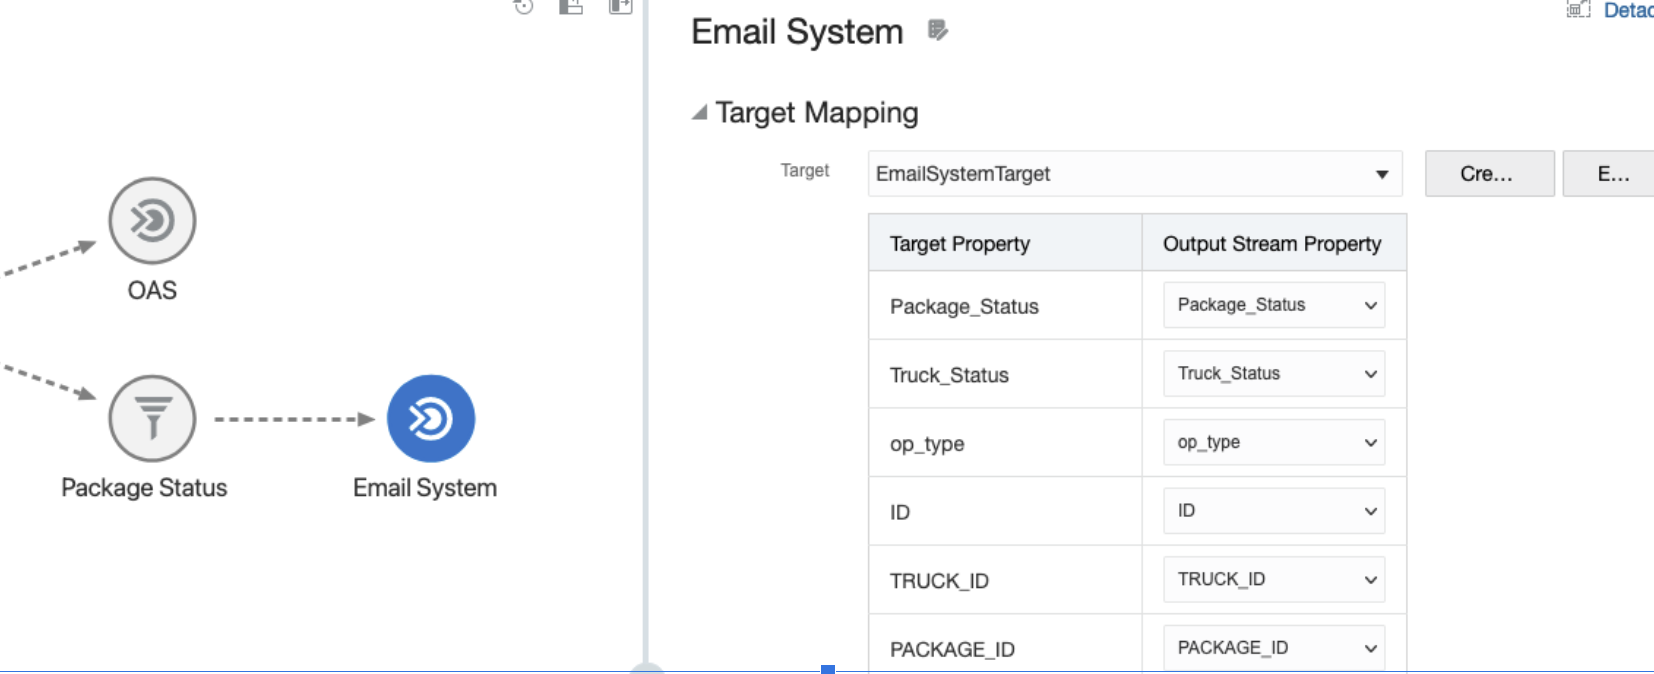 Detac
Email System
Target Mapping
Target EmailSystemTarget Cre... E...
Target Property Output Stream Property
Package_Status Package_Status
Truck_Status Truck_Status
op_type op_type
ID ID
TRUCK_ID TRUCK_ID
PACKAGE_ID PACKAGE_ID
OAS
Package Status Email System